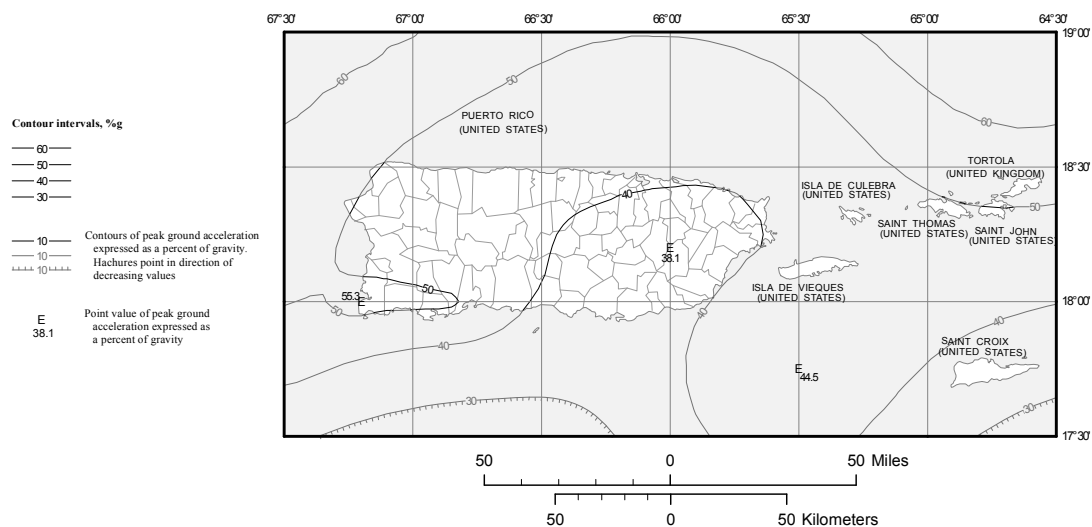 67°30'
67°00'
66°30'
66°00'
65°30'
65°00'
64°30'
19°00'
60
50
PUERTO RICO
(UNITED STATES)
60
Contour intervals, %g
60
50
40
30
18°30'
TORTOLA
(UNITED KINGDOM)
ISLA DE CULEBRA
(UNITED STATES)
40
50
SAINT THOMAS
(UNITED STATES)
SAINT JOHN
(UNITED STATES)
10
Contours of peak ground acceleration
expressed as a percent of gravity.
10
Hachures point in direction of
10
decreasing values
E
38.1
ISLA DE VIEQUES
(UNITED STATES)
50
55.3
E
18°00'
50
40
40
E
38.1
Point value of peak ground
acceleration expressed as
a percent of gravity
40
SAINT CROIX
(UNITED STATES)
E
44.5
30
30
17°30'
50
0
50 Miles
50
0
50 Kilometers